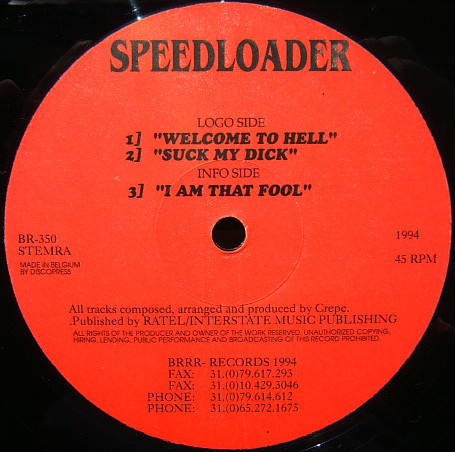 SPEEDLOADER
LOGO SIDE
1] "WELCOME TO HELL"
2] "SUCK MY DICK"
INFO SIDE
3] "I AM THAT FOOL"
BR-350
STEMRA
MADE IN BELGIUM
BY DISCOPRESS
1994
45 RPM
All tracks composed, arranged and produced by Crepe.
.Published by RATEL/INTERSTATE MUSIC PUBLISHING
ALL RIGHTS OF THE PRODUCER AND OWNER OF THE WORK RESERVED. UNAUTHORIZED COPYING,
HIRING, LENDING, PUBLIC PERFORMANCE AND BROADCASTING OF THIS RECORD PROHIBITED.
BRRR- RECORDS 1994
FAX: 31.(0)79.617.293
FAX: 31.(0)10.429.3046
PHONE: 31.(0)79.614.612
PHONE: 31.(0)65.272.1675